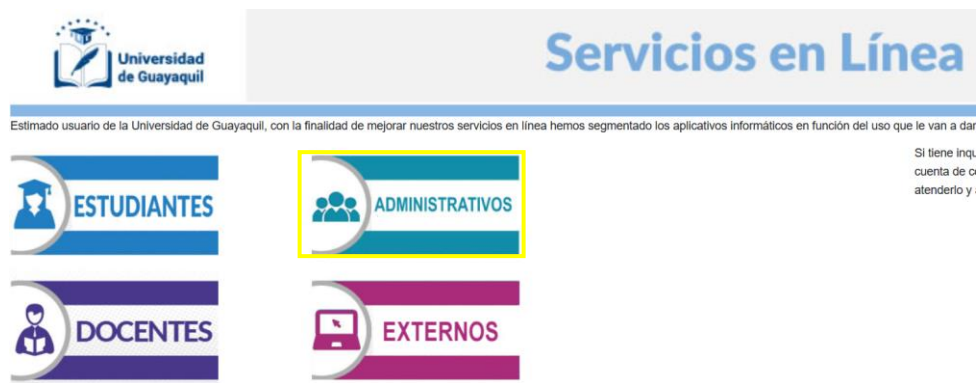 Universidad
de Guayaquil
Servicios en Línea
Estimado usuario de la Universidad de Guayaquil, con la finalidad de mejorar nuestros servicios en línea hemos segmentado los aplicativos informáticos en función del uso que le van a dar
Si tiene
cuenta de
atenderlo y
ESTUDIANTES
ADMINISTRATIVOS
DOCENTES
EXTERNOS